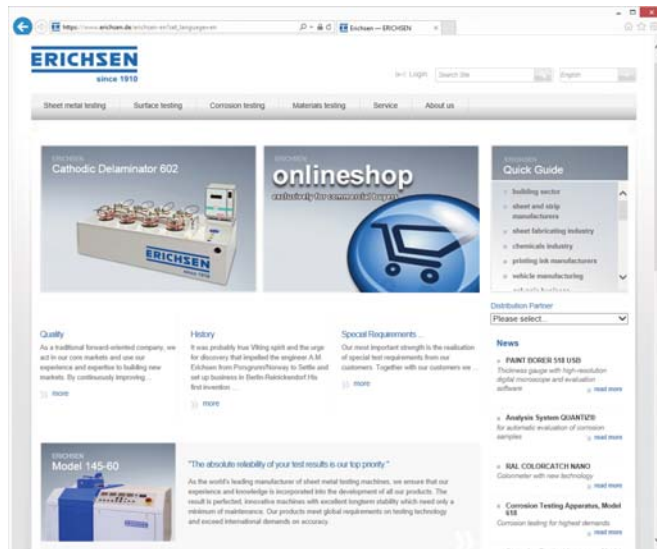 https://www.erichsen.de/erichsen-en?set_language=en
Erichsen — ERICHSEN
ERICHSEN
since 1910
Login
Search Site
English
Sheet metal testing
Surface testing
Corrosion testing
Materials testing
Service
About us
ERICHSEN
Cathodic Delaminator 602
ERICHSEN
since 1910
ERICHSEN
onlineshop
exclusively for commercial buyers
ERICHSEN
Quick Guide
building sector
sheet and strip
manufacturers
sheet fabricating industry
chemicals industry
printing ink manufacturers
vehicle manufacturing
Distribution Partner
Please select...
Quality
As a traditional forward-oriented company, we
act in our core markets and use our
experience and expertise to building new
markets. By continuously improving ...
more
History
It was probably true Viking spirit and the urge
for discovery that impelled the engineer A.M.
Erichsen from Porsgrunn/Norway to Settle and
set up business in Berlin-Reinickendorf.His
first invention ...
more
Special Requirements ...
Our most important strength is the realisation
of special test requirements from our
customers. Together with our customers we ...
more
News
PAINT BORER 518 USB
Thickness gauge with high-resolution
digital microscope and evaluation
software
read more
Analysis System QUANTIZ®
for automatic evaluation of corrosion
samples
read more
RAL COLORCATCH NANO
Colorimeter with new technology
read more
Corrosion Testing Apparatus, Model
618
Corrosion testing for highest demands
read more
ERICHSEN
Model 145-60
"The absolute reliability of your test results is our top priority."
As the world's leading manufacturer of sheet metal testing machines, we ensure that our
experience and knowledge is incorporated into the development of all our products. The
result is perfected, innovative machines with excellent longterm stability which need only a
minimum of maintenance. Our products meet global requirements on testing technology
and exceed international demands on accuracy.